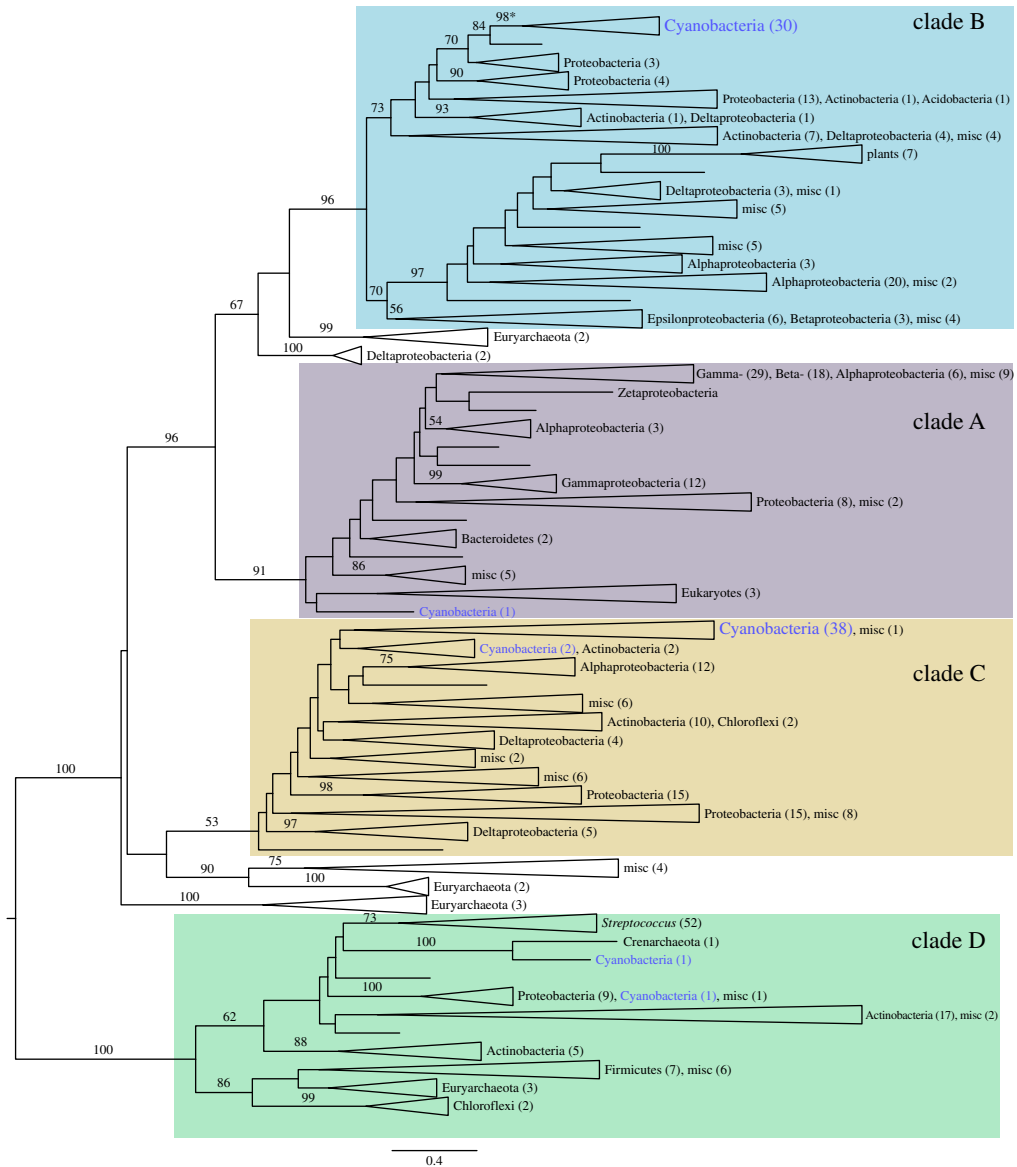 98*
84
Cyanobacteria (30)
clade B
70
Proteobacteria (3)
90
Proteobacteria (4)
Proteobacteria (13), Actinobacteria (1), Acidobacteria (1)
73
93
Actinobacteria (1), Deltaproteobacteria (1)
Actinobacteria (7), Deltaproteobacteria (4), misc (4)
100
plants (7)
Deltaproteobacteria (3), misc (1)
96
misc (5)
misc (5)
Alphaproteobacteria (3)
97
Alphaproteobacteria (20), misc (2)
70
56
Epsilonproteobacteria (6), Betaproteobacteria (3), misc (4)
67
99
Euryarchaeota (2)
100
Deltaproteobacteria (2)
Gamma- (29), Beta- (18), Alphaproteobacteria (6), misc (9)
Zetaproteobacteria
clade A
54
Alphaproteobacteria (3)
96
99
Gammaproteobacteria (12)
Proteobacteria (8), misc (2)
Bacteroidetes (2)
91
86
misc (5)
Eukaryotes (3)
Cyanobacteria (1)
Cyanobacteria (38), misc (1)
Cyanobacteria (2), Actinobacteria (2)
75
Alphaproteobacteria (12)
clade C
misc (6)
Actinobacteria (10), Chloroflexi (2)
Deltaproteobacteria (4)
misc (2)
100
misc (6)
98
Proteobacteria (15)
Proteobacteria (15), misc (8)
53
97
Deltaproteobacteria (5)
75
misc (4)
90
100
Euryarchaeota (2)
100
Euryarchaeota (3)
73
Streptococcus (52)
100
Crenarchaeota (1)
clade D
Cyanobacteria (1)
100
Proteobacteria (9), Cyanobacteria (1), misc (1)
62
Actinobacteria (17), misc (2)
88
Actinobacteria (5)
100
Firmicutes (7), misc (6)
86
Euryarchaeota (3)
99
Chloroflexi (2)
0.4